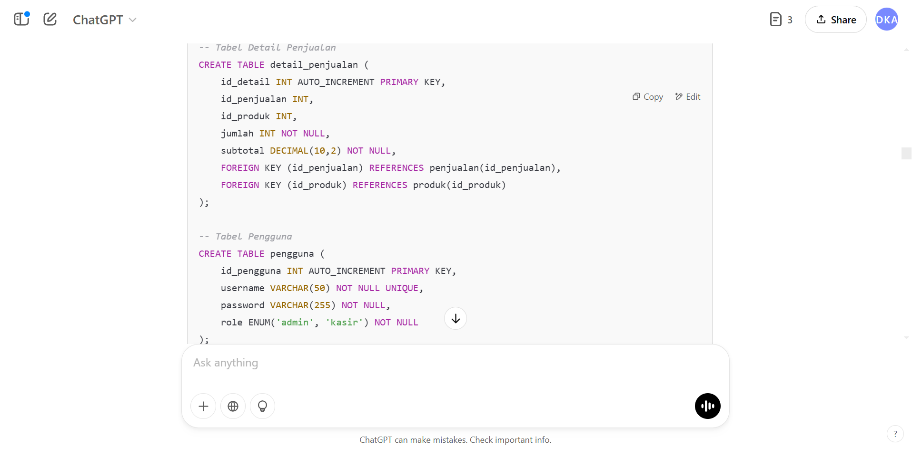 ChatGPT
3
Share
DKA
-- Tabel Detail Penjualan
CREATE TABLE detail_penjualan (
id_detail INT AUTO_INCREMENT PRIMARY KEY,
id_penjualan INT,
Copy Edit
id_produk INT,
jumlah INT NOT NULL,
subtotal DECIMAL(10,2) NOT NULL,
FOREIGN KEY (id_penjualan) REFERENCES penjualan(id_penjualan),
FOREIGN KEY (id_produk) REFERENCES produk(id_produk)
);
-- Tabel Pengguna
CREATE TABLE pengguna (
id_pengguna INT AUTO_INCREMENT PRIMARY KEY,
username VARCHAR(50) NOT NULL UNIQUE,
password VARCHAR(255) NOT NULL,
role ENUM('admin', 'kasir') NOT NULL
);
Ask anything
ChatGPT can make mistakes. Check important info.
?